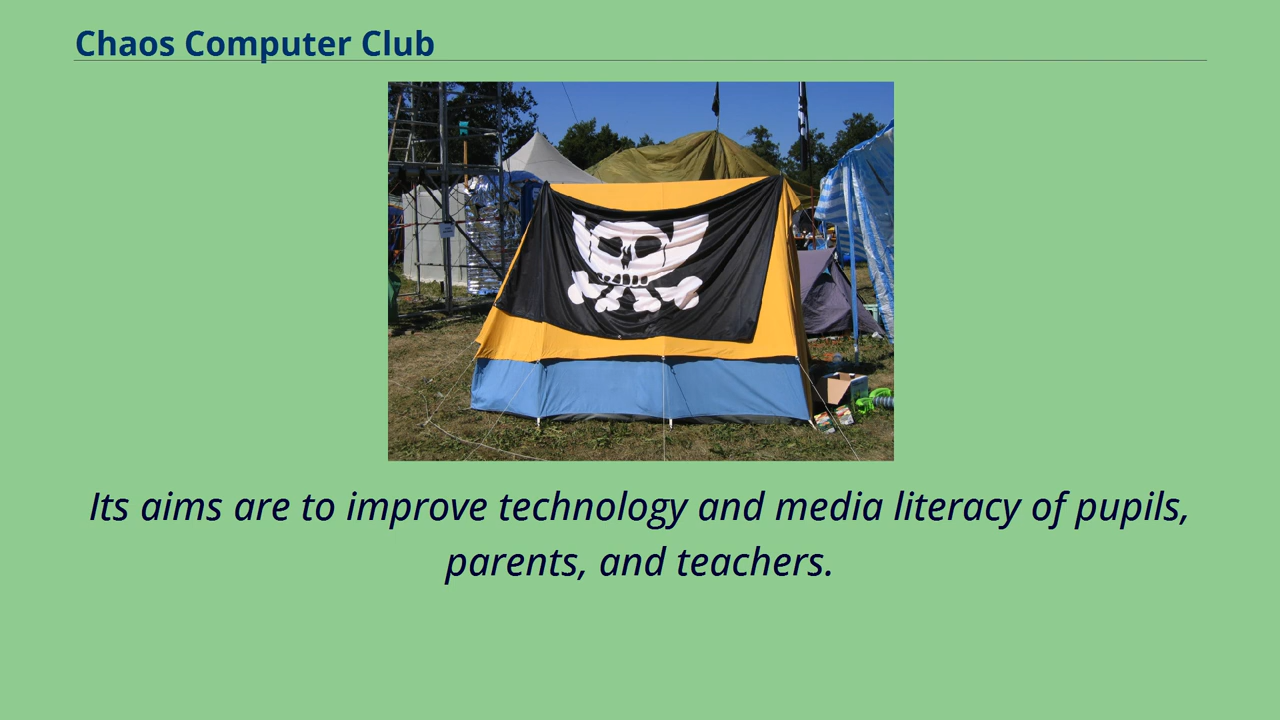 Chaos Computer Club
Its aims are to improve technology and media literacy of pupils,
parents, and teachers.